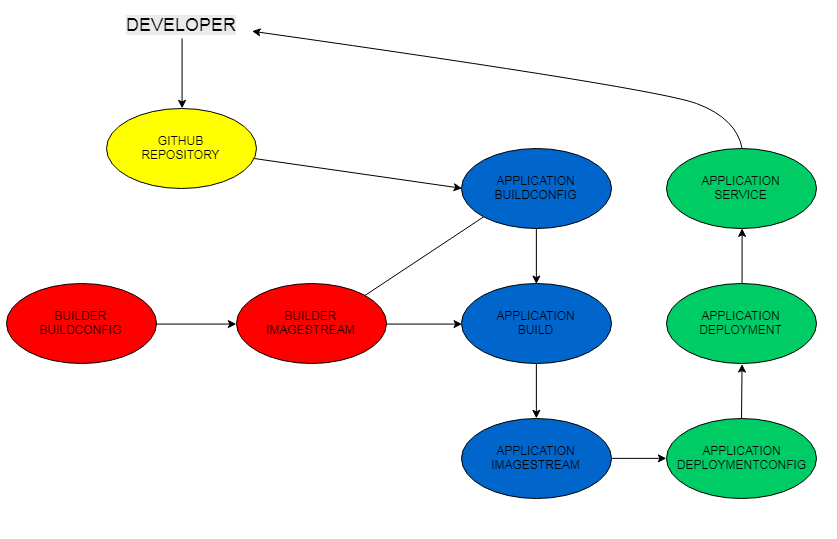 DEVELOPER
GITHUB
REPOSITORY
APPLICATION
BUILDCONFIG
APPLICATION
SERVICE
BUILDER
BUILDCONFIG
BUILDER
IMAGESTREAM
APPLICATION
BUILD
APPLICATION
DEPLOYMENT
APPLICATION
IMAGESTREAM
APPLICATION
DEPLOYMENTCONFIG